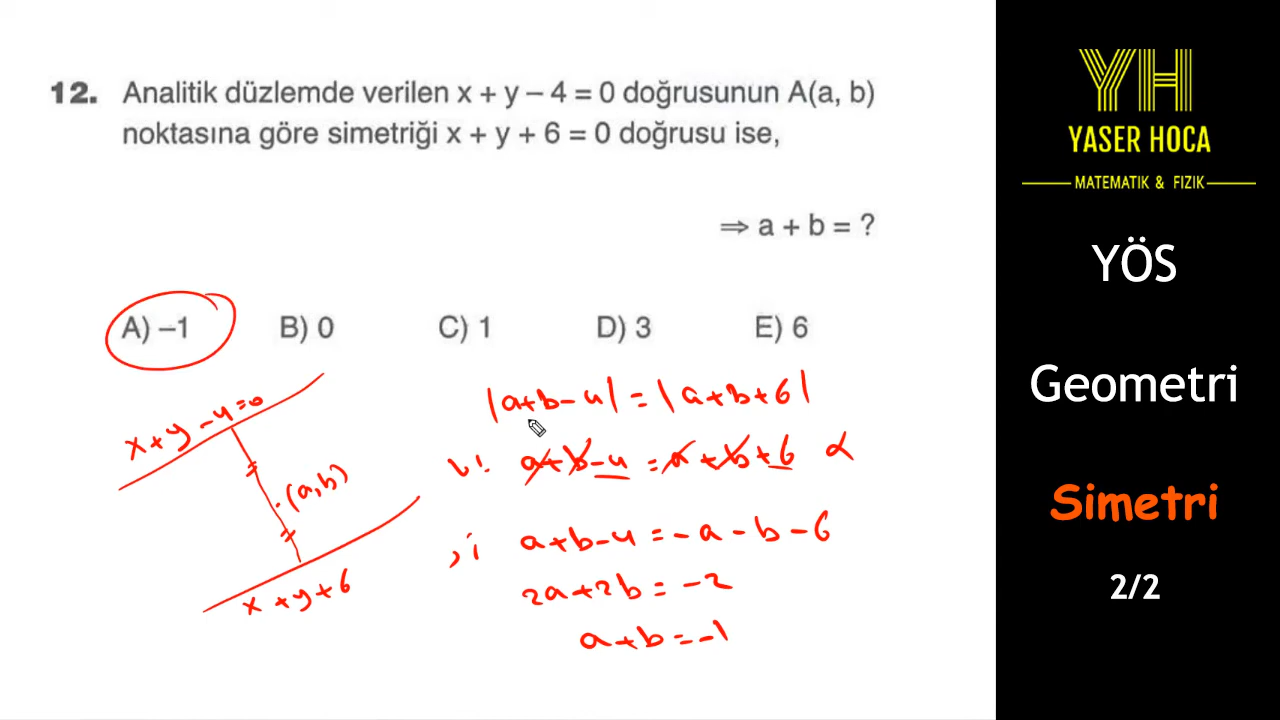 12. Analitik düzlemde verilen x + y – 4 = 0 doğrusunun A(a, b)
noktasına göre simetriği x + y + 6 = 0 doğrusu ise,
⇒ a + b = ?
A) –1 B) 0 C) 1 D) 3 E) 6
x+y-4=0
(a,b)
x+y+6
|a+b-4| = |a+b+6|
a+b-4 = a+b+6
a+b-4 = -a-b-6
2a+2b = -2
a+b = -1
YH
YASER HOCA
MATEMATIK & FIZIK
YÖS
Geometri
Simetri
2/2